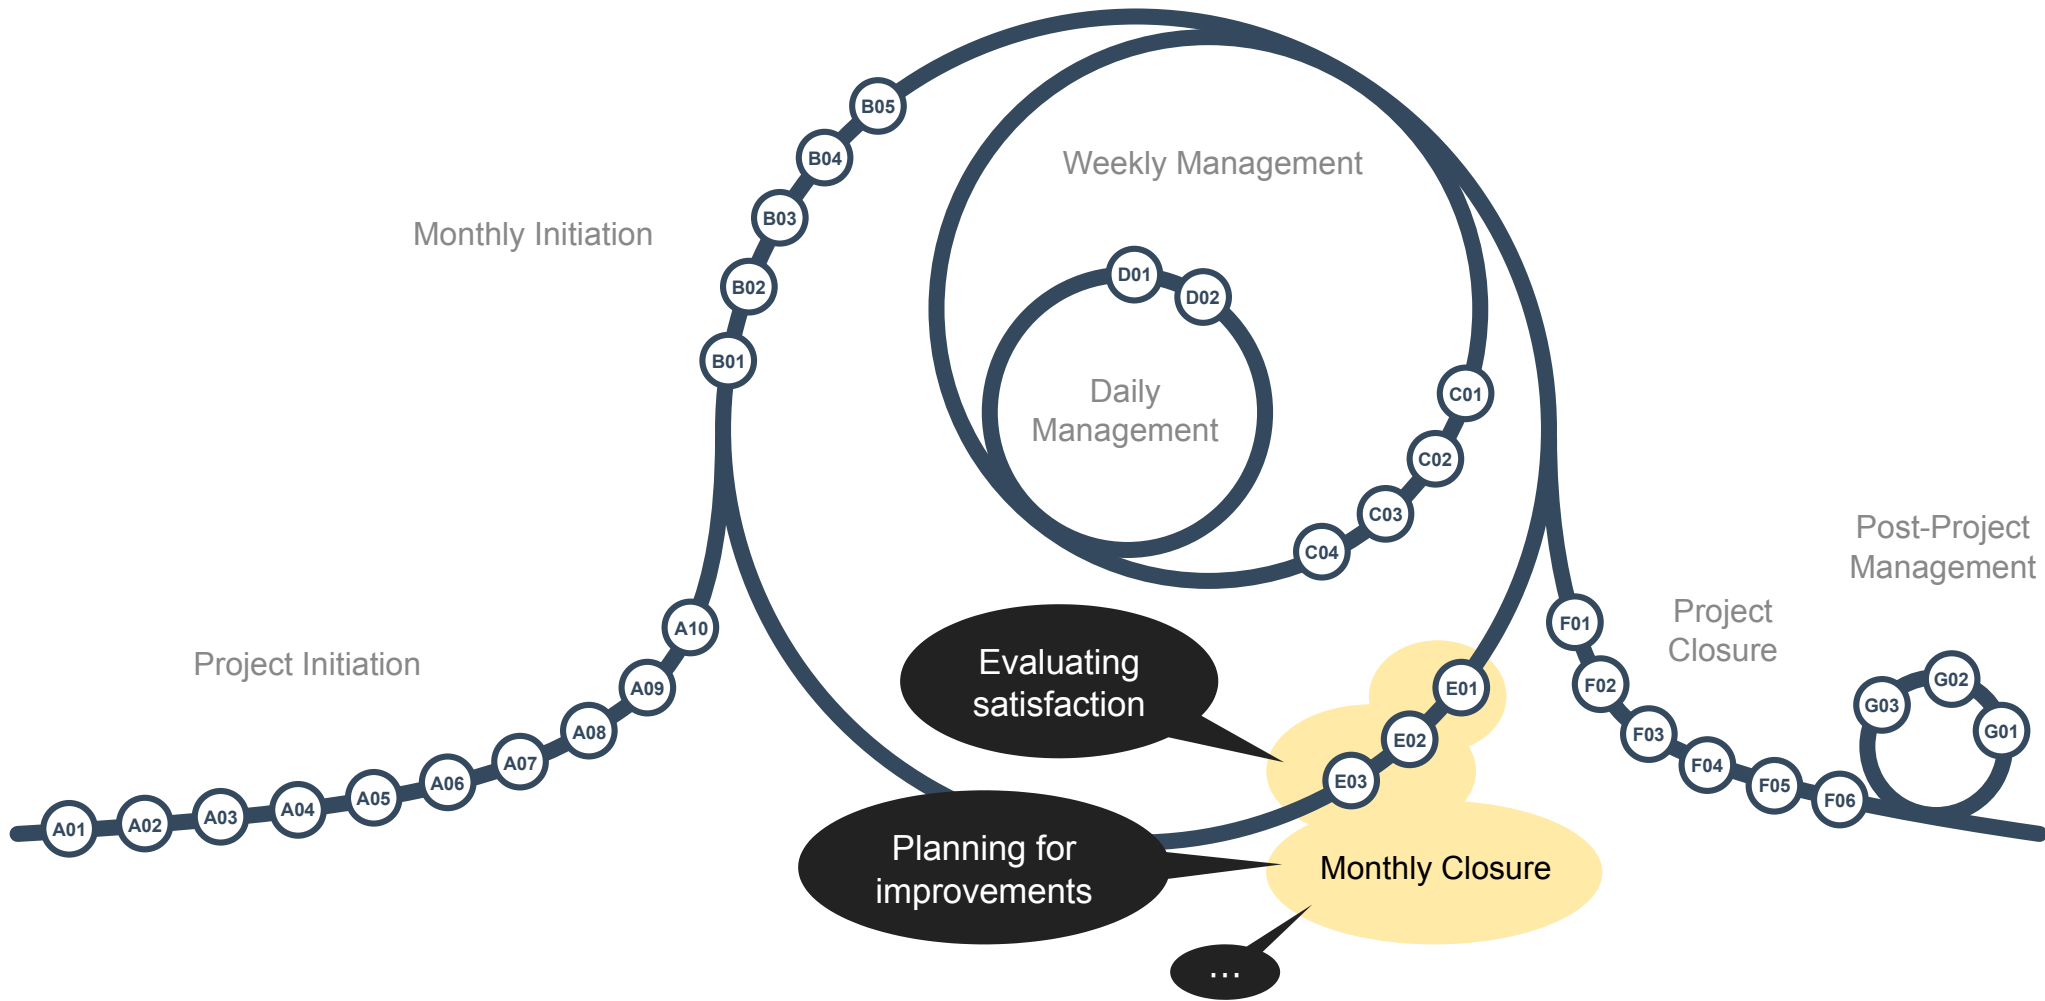 B05
B04
Weekly Management
B03
Monthly Initiation
D01
B02
D02
B01
Daily
Management
C01
C02
C03
Post-Project
Management
C04
Project
Closure
F01
A10
Project Initiation
Evaluating
satisfaction
A09
E01
F02
G02
G03
A08
E02
F03
G01
A07
F04
A06
E03
F05
A05
F06
A04
A03
A02
A01
Planning for
improvements
Monthly Closure
...